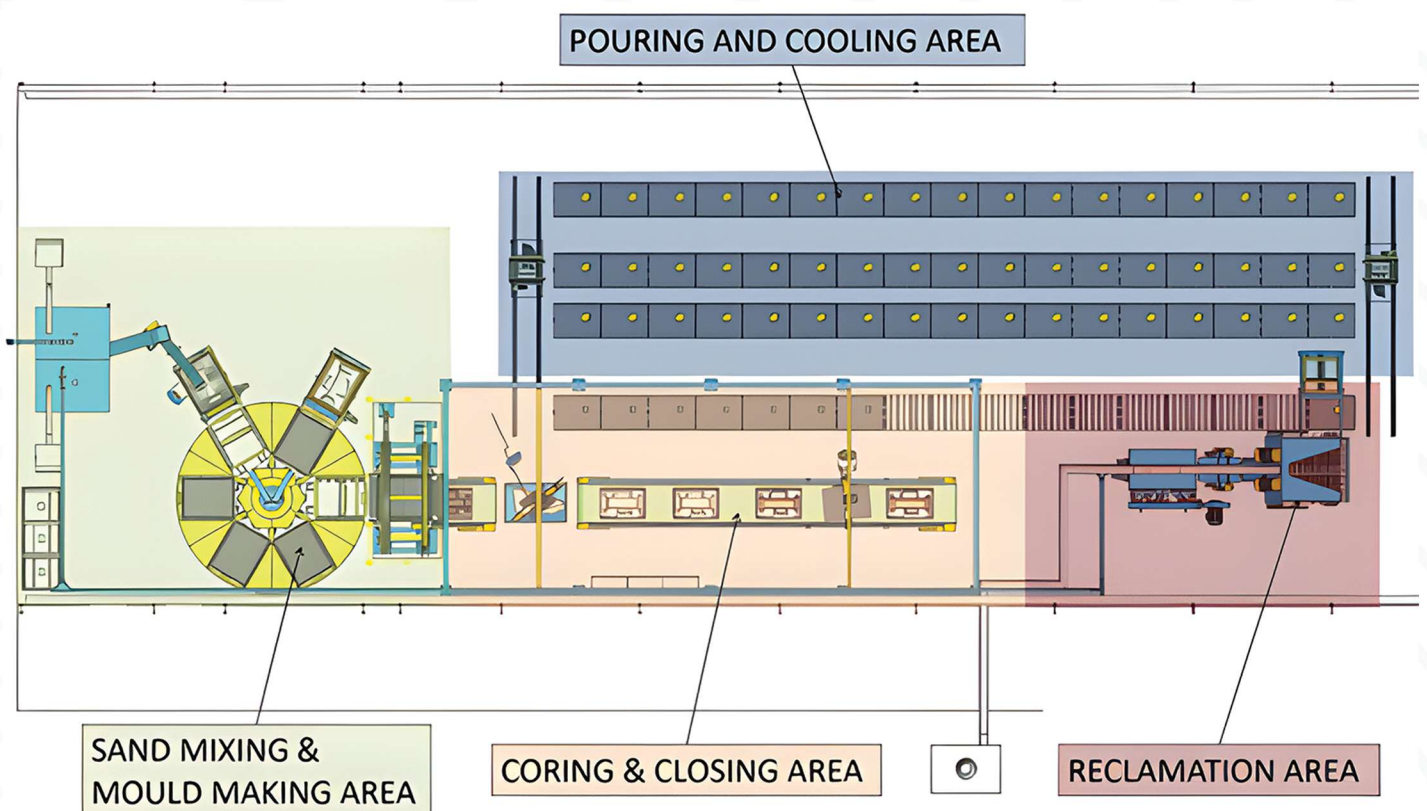 POURING AND COOLING AREA
SAND MIXING &
MOULD MAKING AREA
CORING & CLOSING AREA
RECLAMATION AREA